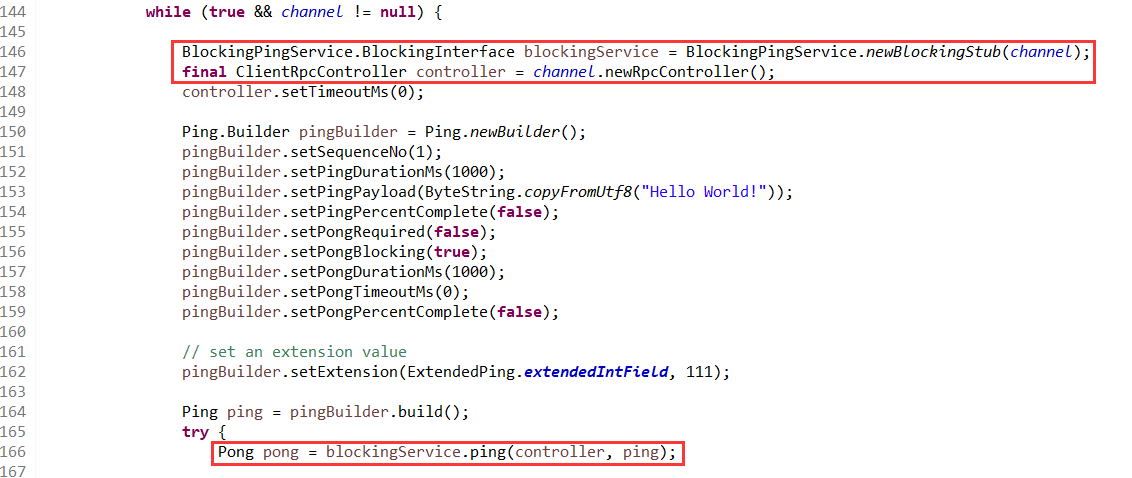 144 while (true && channel != null) {
145
146 BlockingPingService.BlockingInterface blockingService = BlockingPingService.newBlockingStub(channel);
147 final ClientRpcController controller = channel.newRpcController();
148 controller.setTimeoutMs(0);
149
150 Ping.Builder pingBuilder = Ping.newBuilder();
151 pingBuilder.setSequenceNo(1);
152 pingBuilder.setPingDurationMs(1000);
153 pingBuilder.setPingPayload(ByteString.copyFromUtf8("Hello World!"));
154 pingBuilder.setPingPercentComplete(false);
155 pingBuilder.setPongRequired(false);
156 pingBuilder.setPongBlocking(true);
157 pingBuilder.setPongDurationMs(1000);
158 pingBuilder.setPongTimeoutMs(0);
159 pingBuilder.setPongPercentComplete(false);
160
161 // set an extension value
162 pingBuilder.setExtension(ExtendedPing.extendedIntField, 111);
163
164 Ping ping = pingBuilder.build();
165 try {
166 Pong pong = blockingService.ping(controller, ping);
167